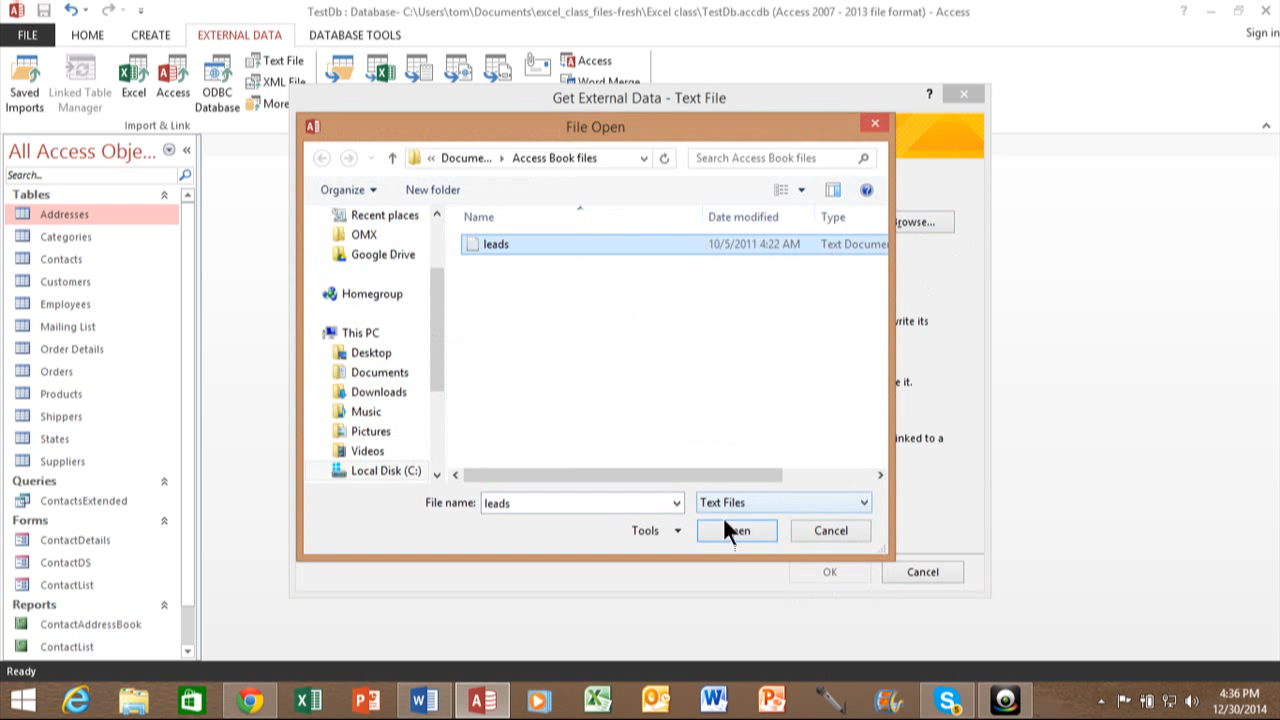 TestDb : Database- C:\Users\tom\Documents\excel_class_files-fresh\Excel class\TestDb.accdb (Access 2007 - 2013 file format) - Access
?
FILE HOME CREATE EXTERNAL DATA DATABASE TOOLS Sign in
Saved Imports
Linked Table Manager
Excel
Access
ODBC Database
Text File
XML File
More
Access
Word Merge
Import & Link
Get External Data - Text File
?
File Open
Docume... Access Book files
Search Access Book files
Organize New folder
Recent places
OMX
Google Drive
Homegroup
This PC
Desktop
Documents
Downloads
Music
Pictures
Videos
Local Disk (C:)
Name Date modified Type
leads 10/5/2011 4:22 AM Text Docume
File name: leads Text Files
Tools Cancel
rowse...
e it.
inked to a
OK Cancel
All Access Obje...
Search...
Tables
Addresses
Categories
Contacts
Customers
Employees
Mailing List
Order Details
Orders
Products
Shippers
States
Suppliers
Queries
ContactsExtended
Forms
ContactDetails
ContactDS
ContactList
Reports
ContactAddressBook
ContactList
Ready
4:36 PM
12/30/2014